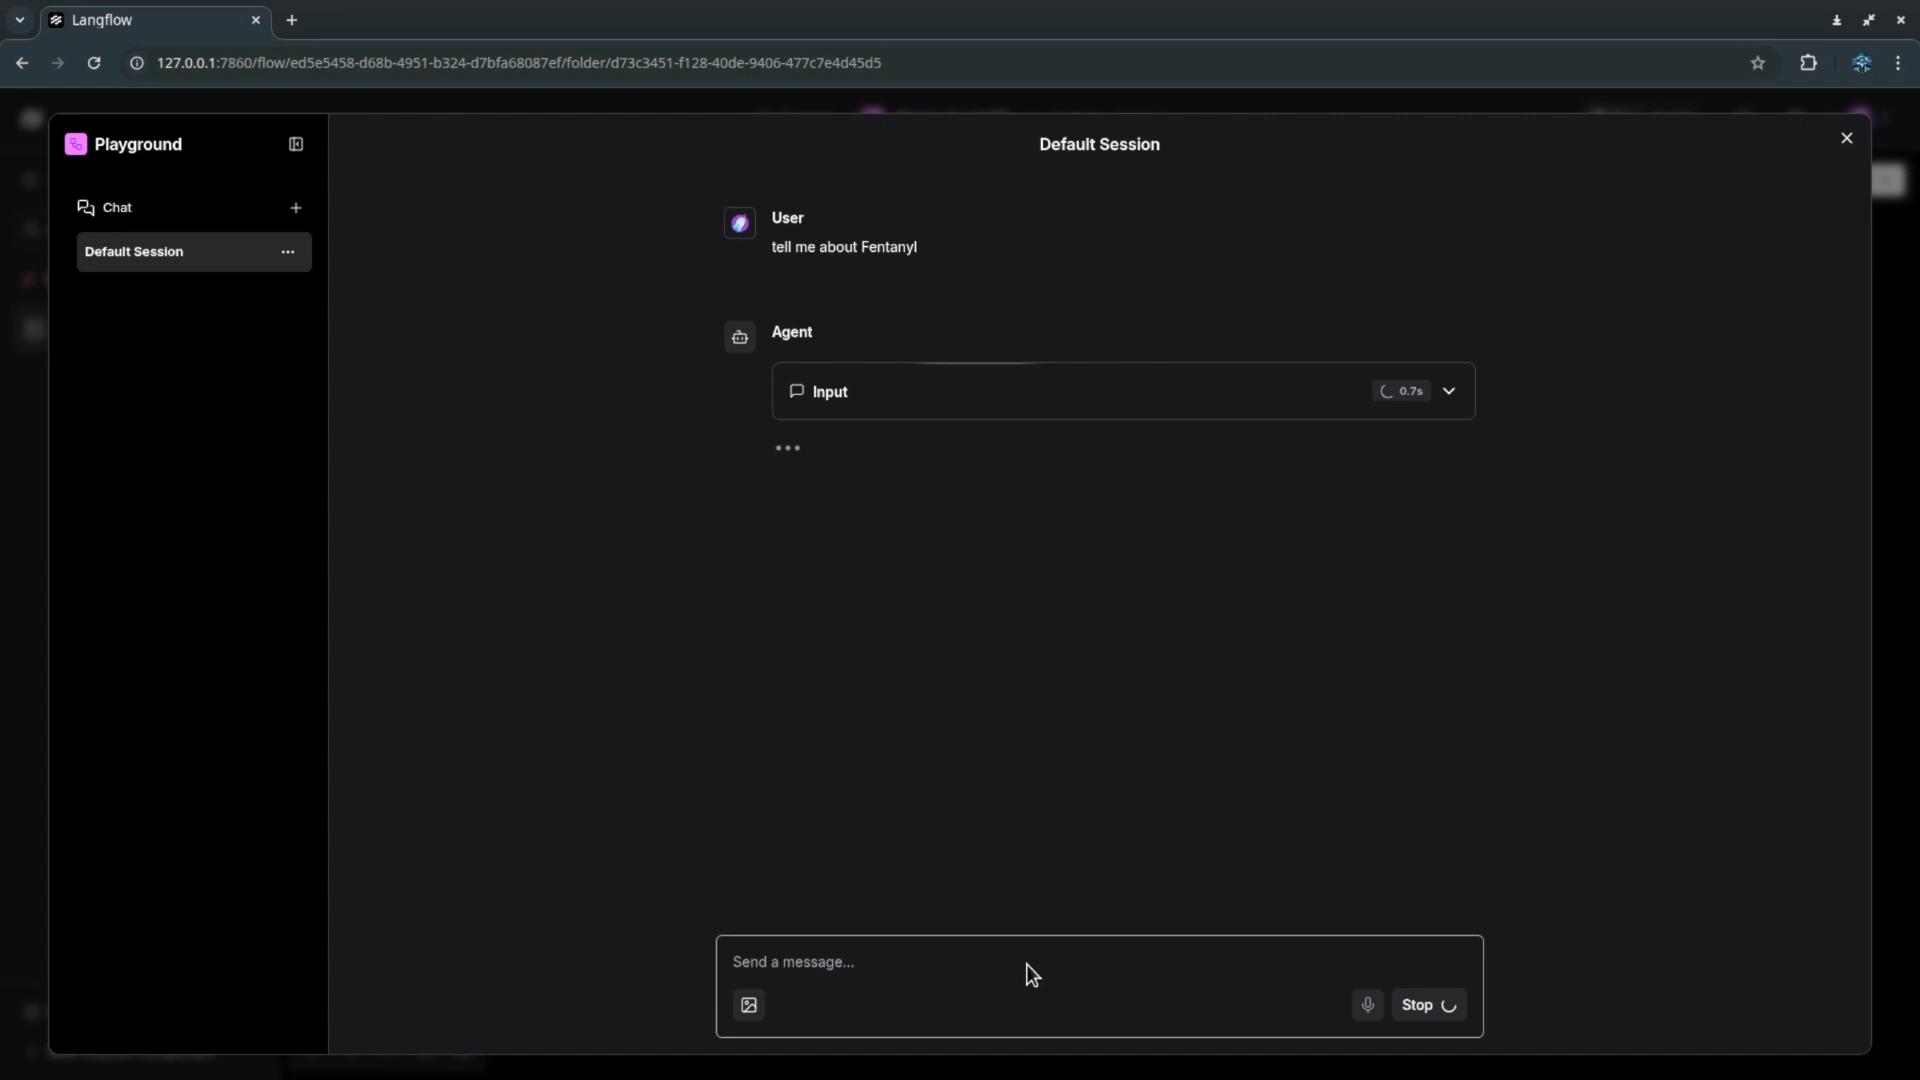 Langflow
127.0.0.1:7860/flow/ed5e5458-d68b-4951-b324-d7bfa68087ef/folder/d73c3451-f128-40de-9406-477c7e4d45d5
Playground
Default Session
Chat
Default Session
User
tell me about Fentanyl
Agent
Input
0.7s
Send a message...
Stop